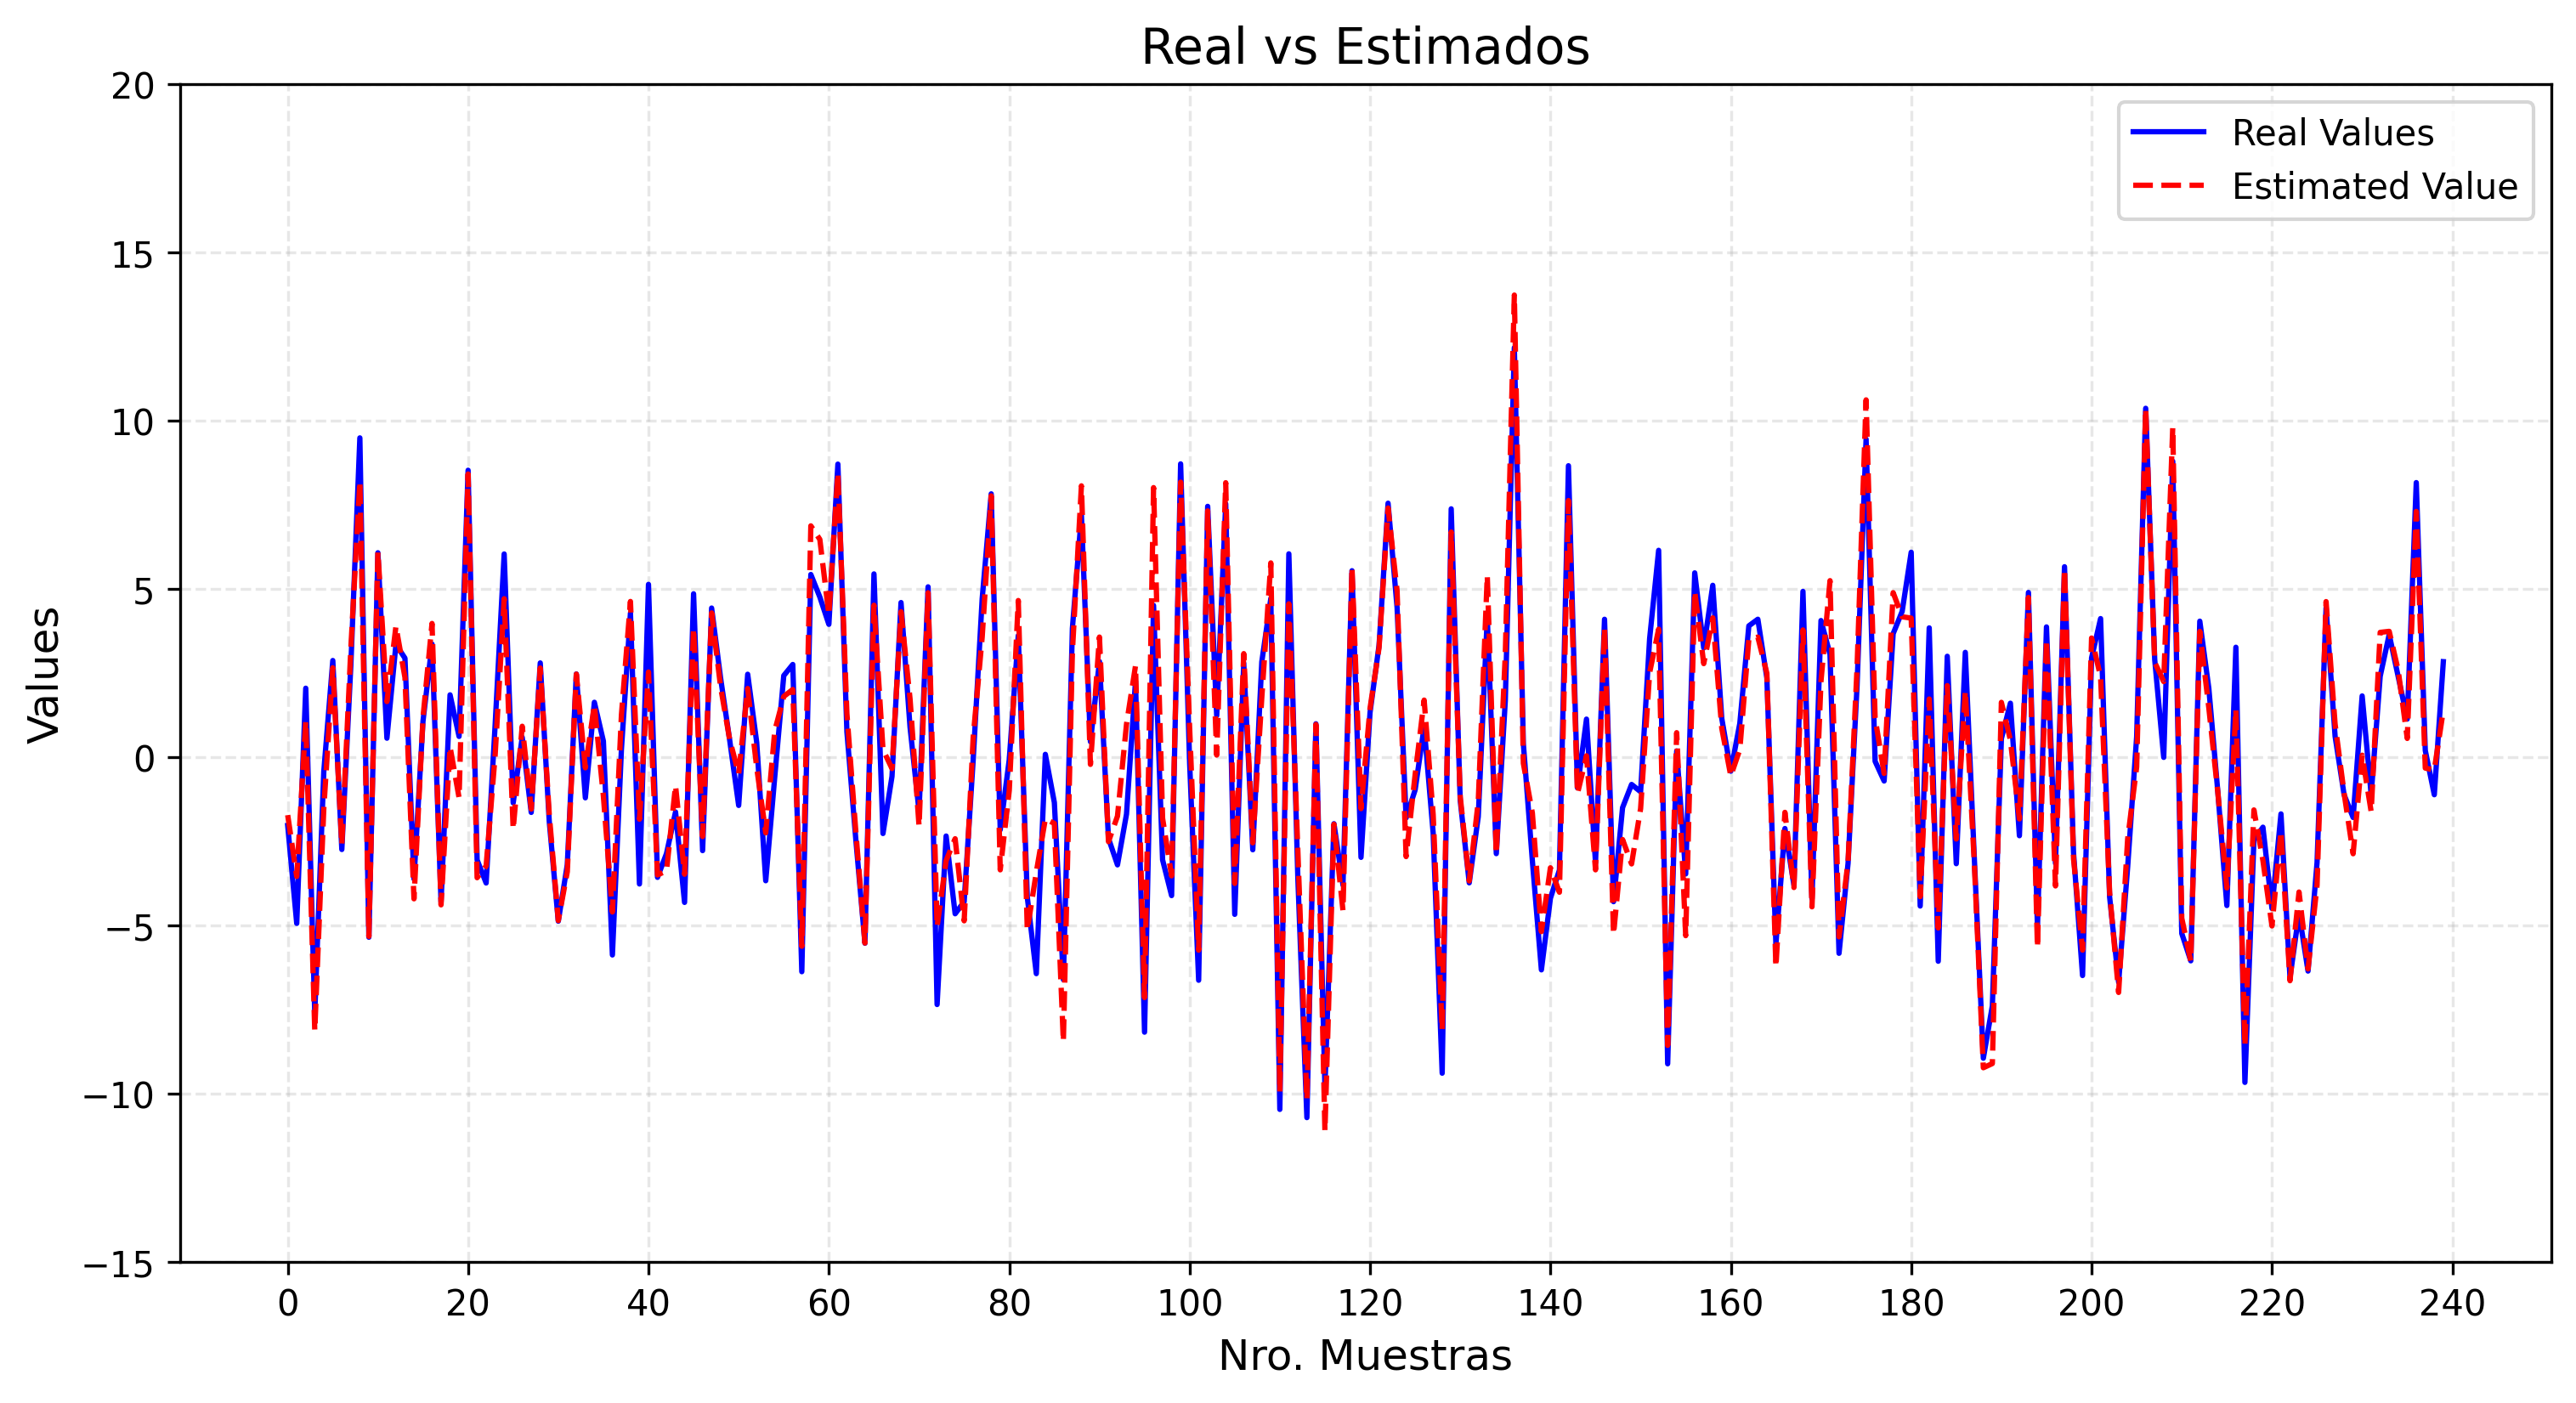 Real vs Estimados
20
15
10
5
0
−5
−10
−15
Values
Real Values
Estimated Value
0 20 40 60 80 100 120 140 160 180 200 220 240
Nro. Muestras